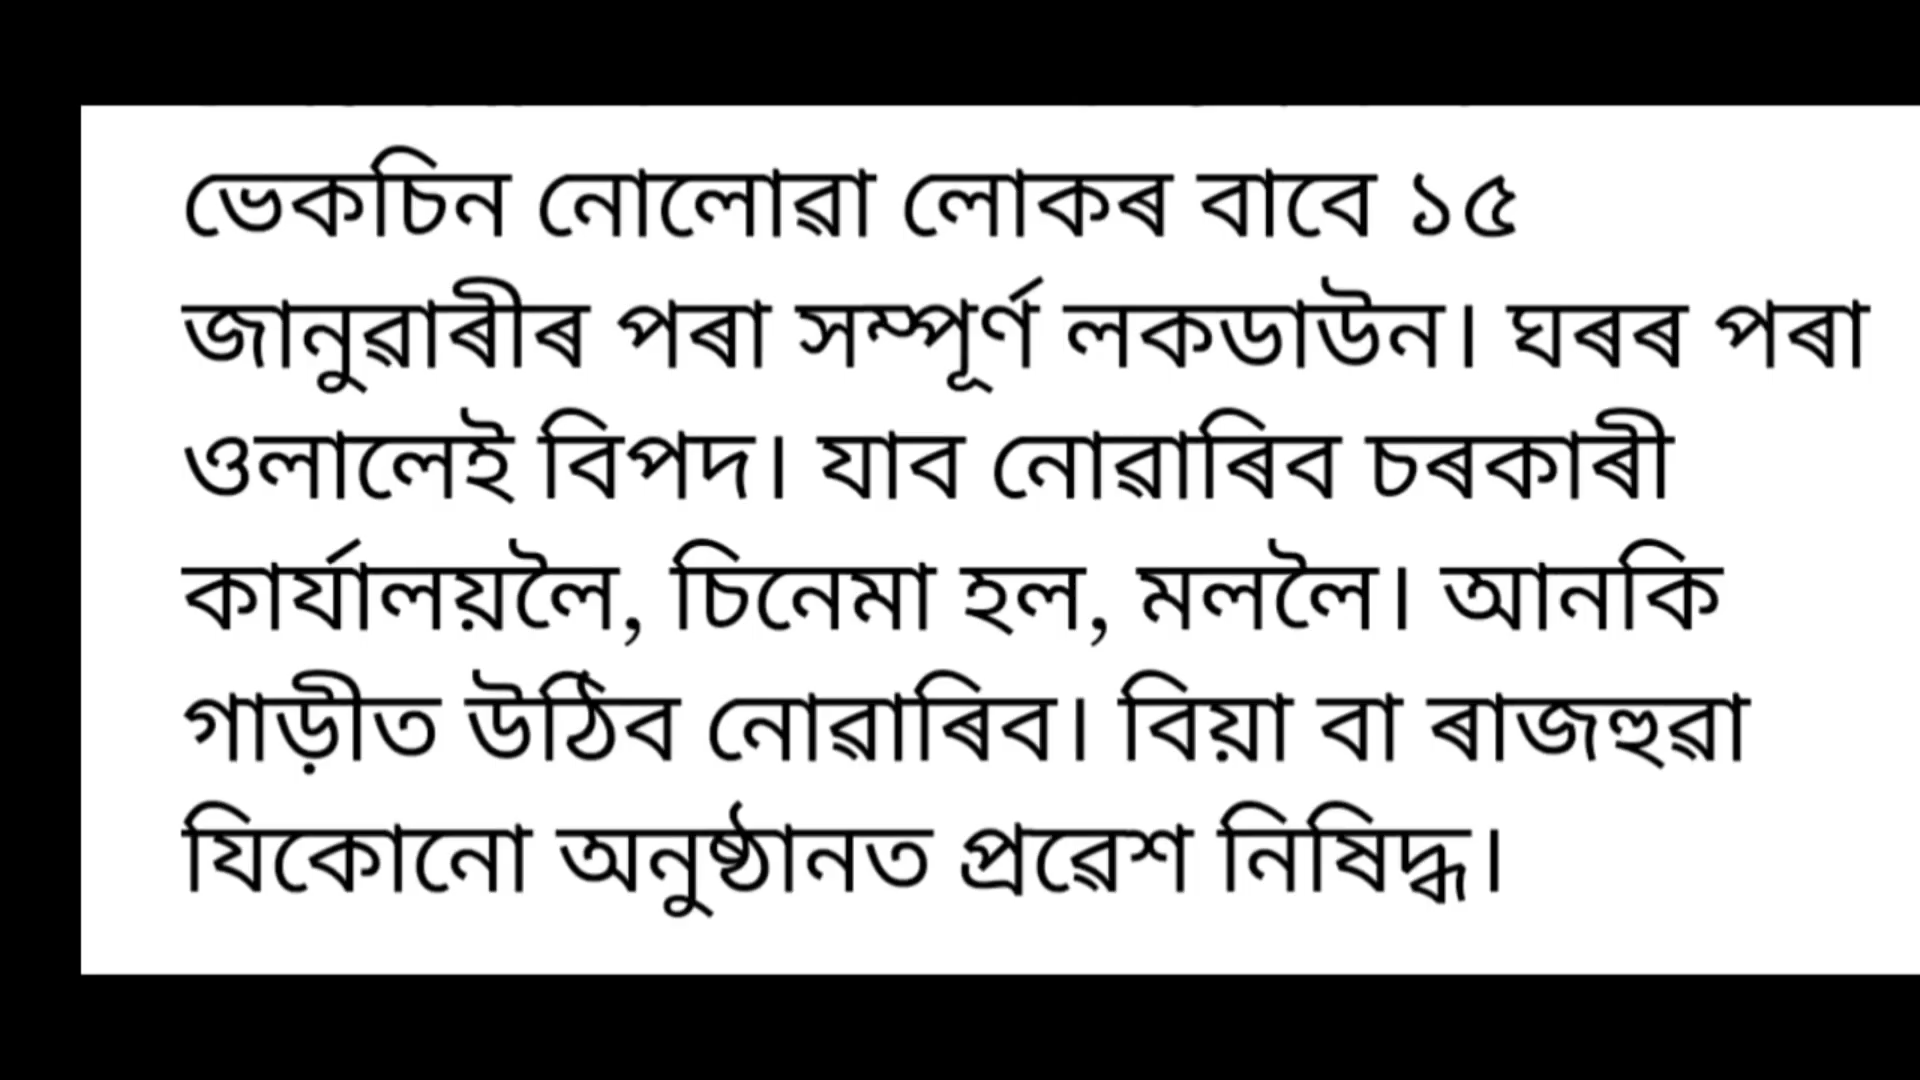 ভেকচিন নোলোৱা লোকৰ বাবে ১৫
জানুৱাৰীৰ পৰা সম্পূৰ্ণ লকডাউন। ঘৰৰ পৰা
ওলালেই বিপদ। যাব নোৱাৰিব চৰকাৰী
কাৰ্যালয়লৈ, চিনেমা হল, মললৈ। আনকি
গাড়ীত উঠিব নোৱাৰিব। বিয়া বা ৰাজহুৱা
যিকোনো অনুষ্ঠানত প্ৰৱেশ নিষিদ্ধ।